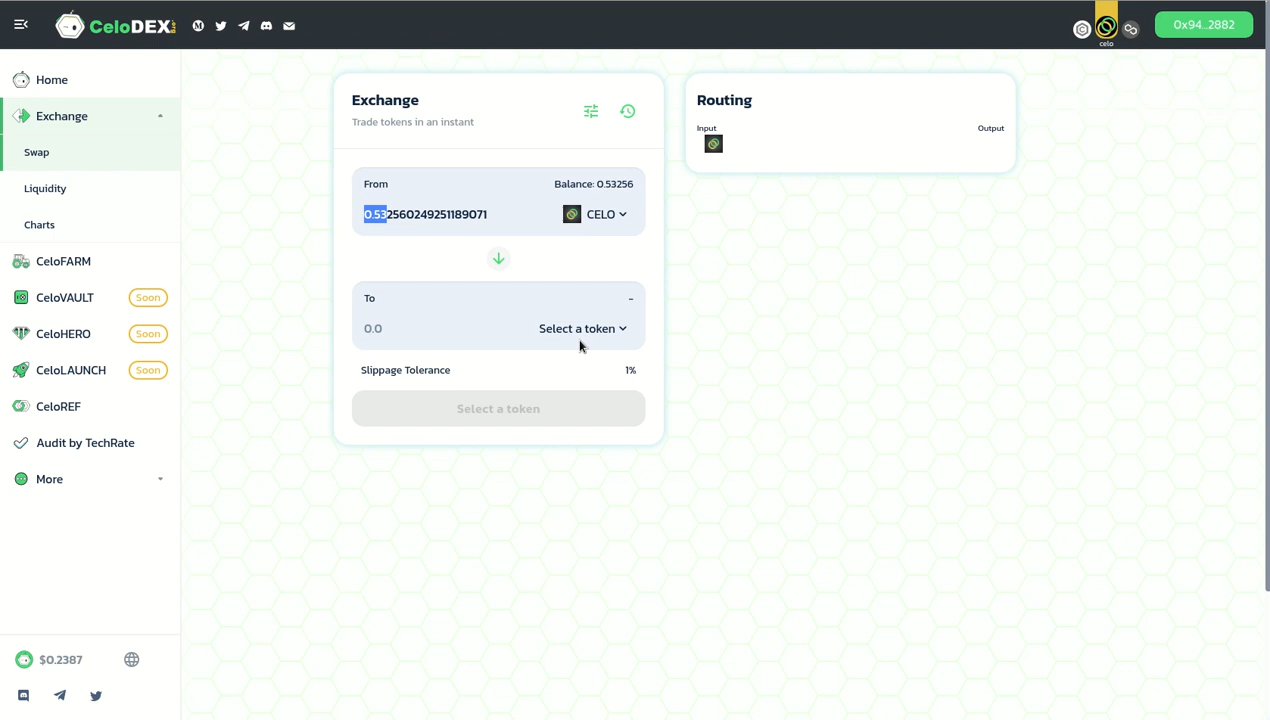 CeloDEX
celo
0x94...2882
Home
Exchange
Swap
Liquidity
Charts
CeloFARM
CeloVAULT Soon
CeloHERO Soon
CeloLAUNCH Soon
CeloREF
Audit by TechRate
More
$0.2387
Exchange
Trade tokens in an instant
From Balance: 0.53256
0.532560249251189071 CELO
To -
0.0 Select a token
Slippage Tolerance 1%
Select a token
Routing
Input Output